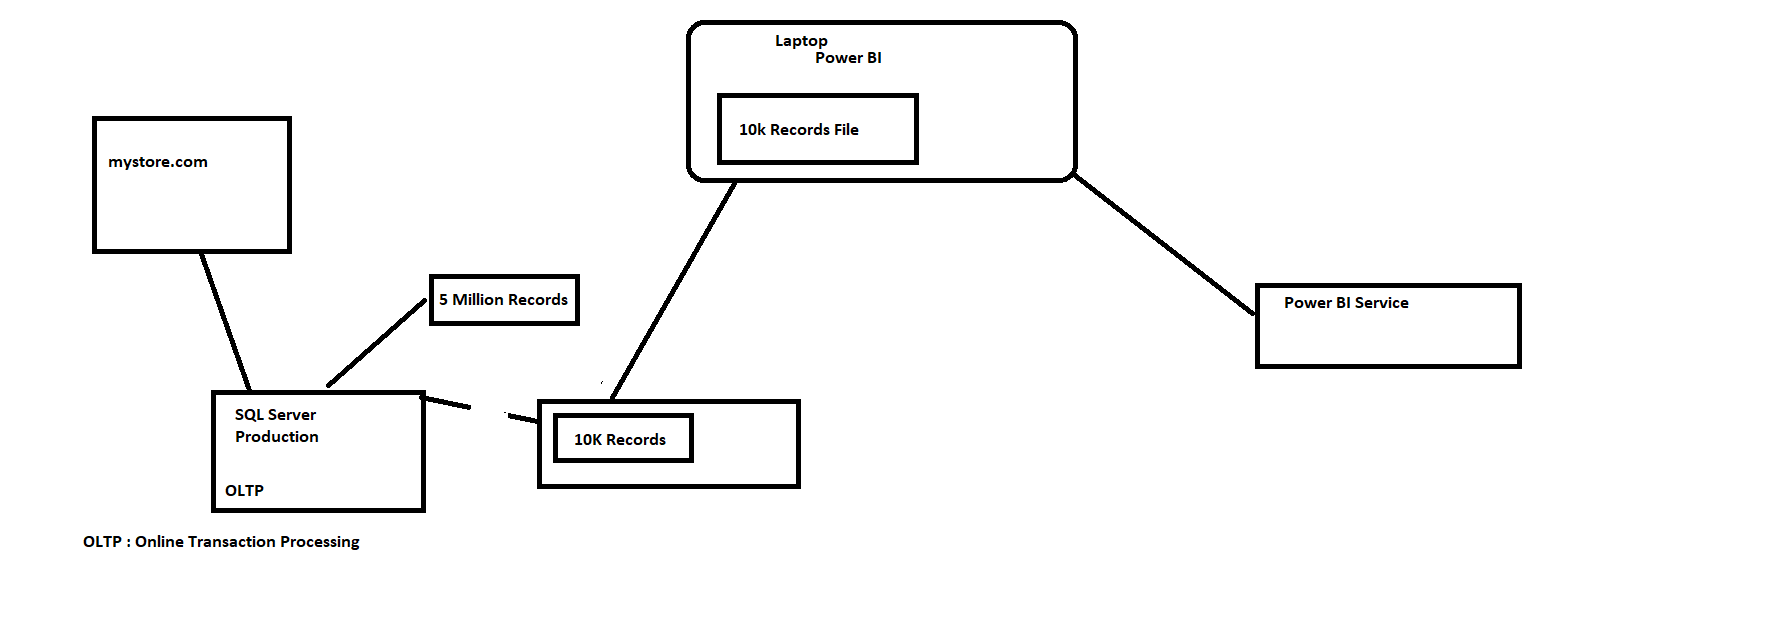 Laptop
Power BI
10k Records File
mystore.com
5 Million Records
Power BI Service
SQL Server
Production
10K Records
OLTP
OLTP : Online Transaction Processing